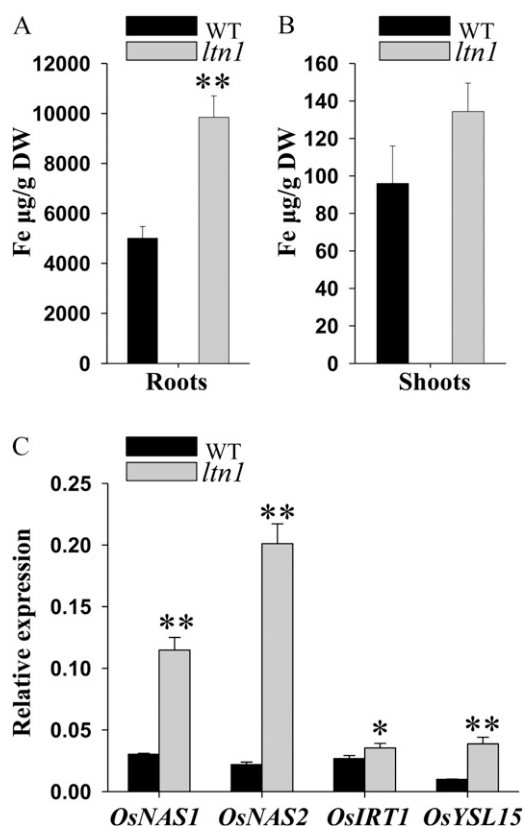 A
WT
ltn1
Fe µg/g DW
12000
10000
8000
6000
4000
2000
0
**
Roots
B
WT
ltn1
Fe µg/g DW
160
140
120
100
80
60
40
20
0
Shoots
C
WT
ltn1
Relative expression
0.25
0.20
0.15
0.10
0.05
0.00
**
**
*
**
OsNAS1 OsNAS2 OsIRT1 OsYSL15